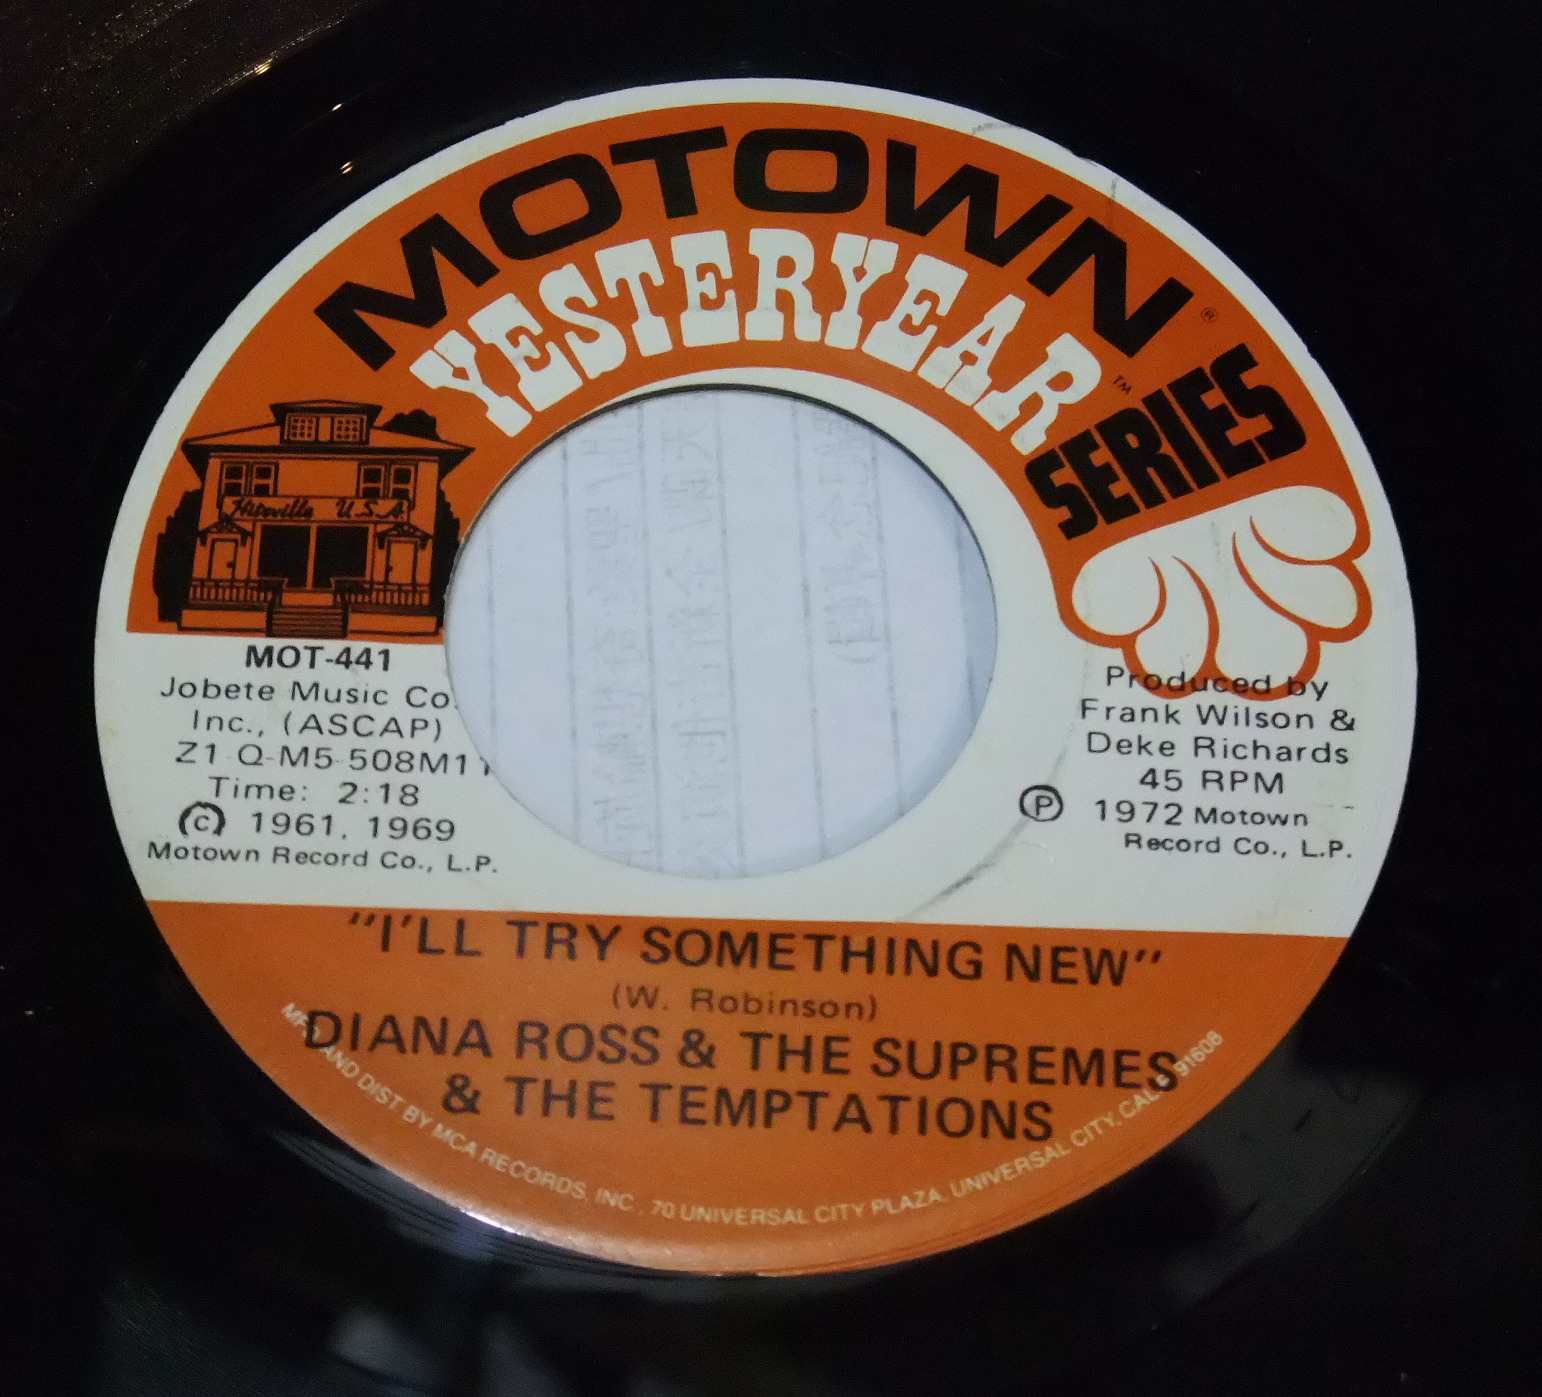 MOTOWN®
YESTERYEAR™
SERIES
Hitsville U.S.A.
MOT-441
Jobete Music Co.
Inc., (ASCAP)
Z1 Q-M5-508M11
Time: 2:18
© 1961, 1969
Motown Record Co., L.P.
Produced by
Frank Wilson &
Deke Richards
45 RPM
℗ 1972 Motown
Record Co., L.P.
"I'LL TRY SOMETHING NEW"
(W. Robinson)
DIANA ROSS & THE SUPREMES
& THE TEMPTATIONS
AND DIST BY MCA RECORDS, INC., 70 UNIVERSAL CITY PLAZA, UNIVERSAL CITY, CALIF 91608